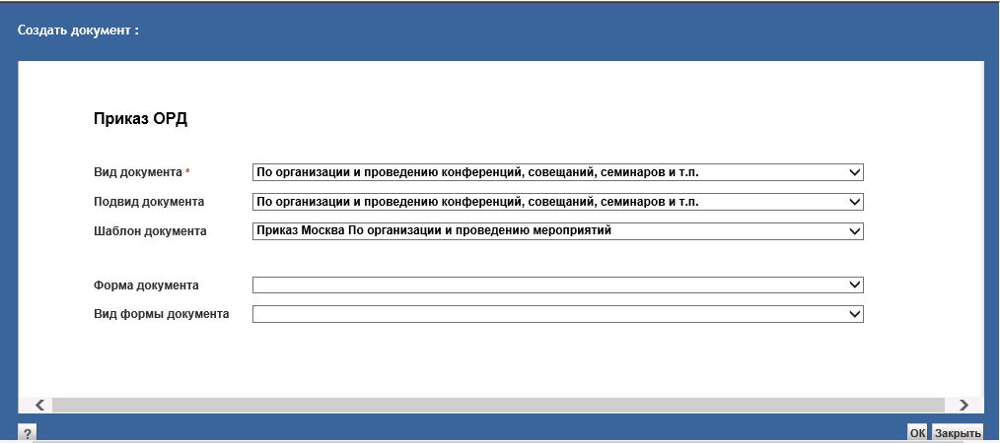 Создать документ :
Приказ ОРД
Вид документа * По организации и проведению конференций, совещаний, семинаров и т.п.
Подвид документа По организации и проведению конференций, совещаний, семинаров и т.п.
Шаблон документа Приказ Москва По организации и проведению мероприятий
Форма документа
Вид формы документа
? ОК Закрыть